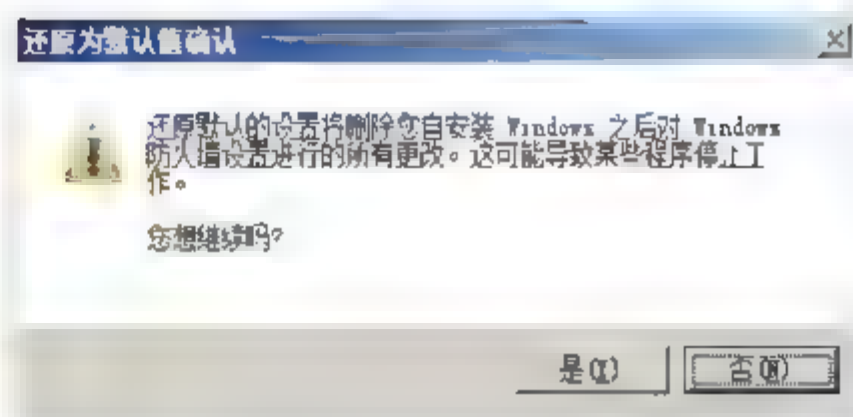 还原为默认值确认
还原默认的设置将删除您自安装 Windows 之后对 Windows
防火墙设置进行的所有更改。这可能导致某些程序停止工
作。
您想继续吗?
是(Y)
否(N)